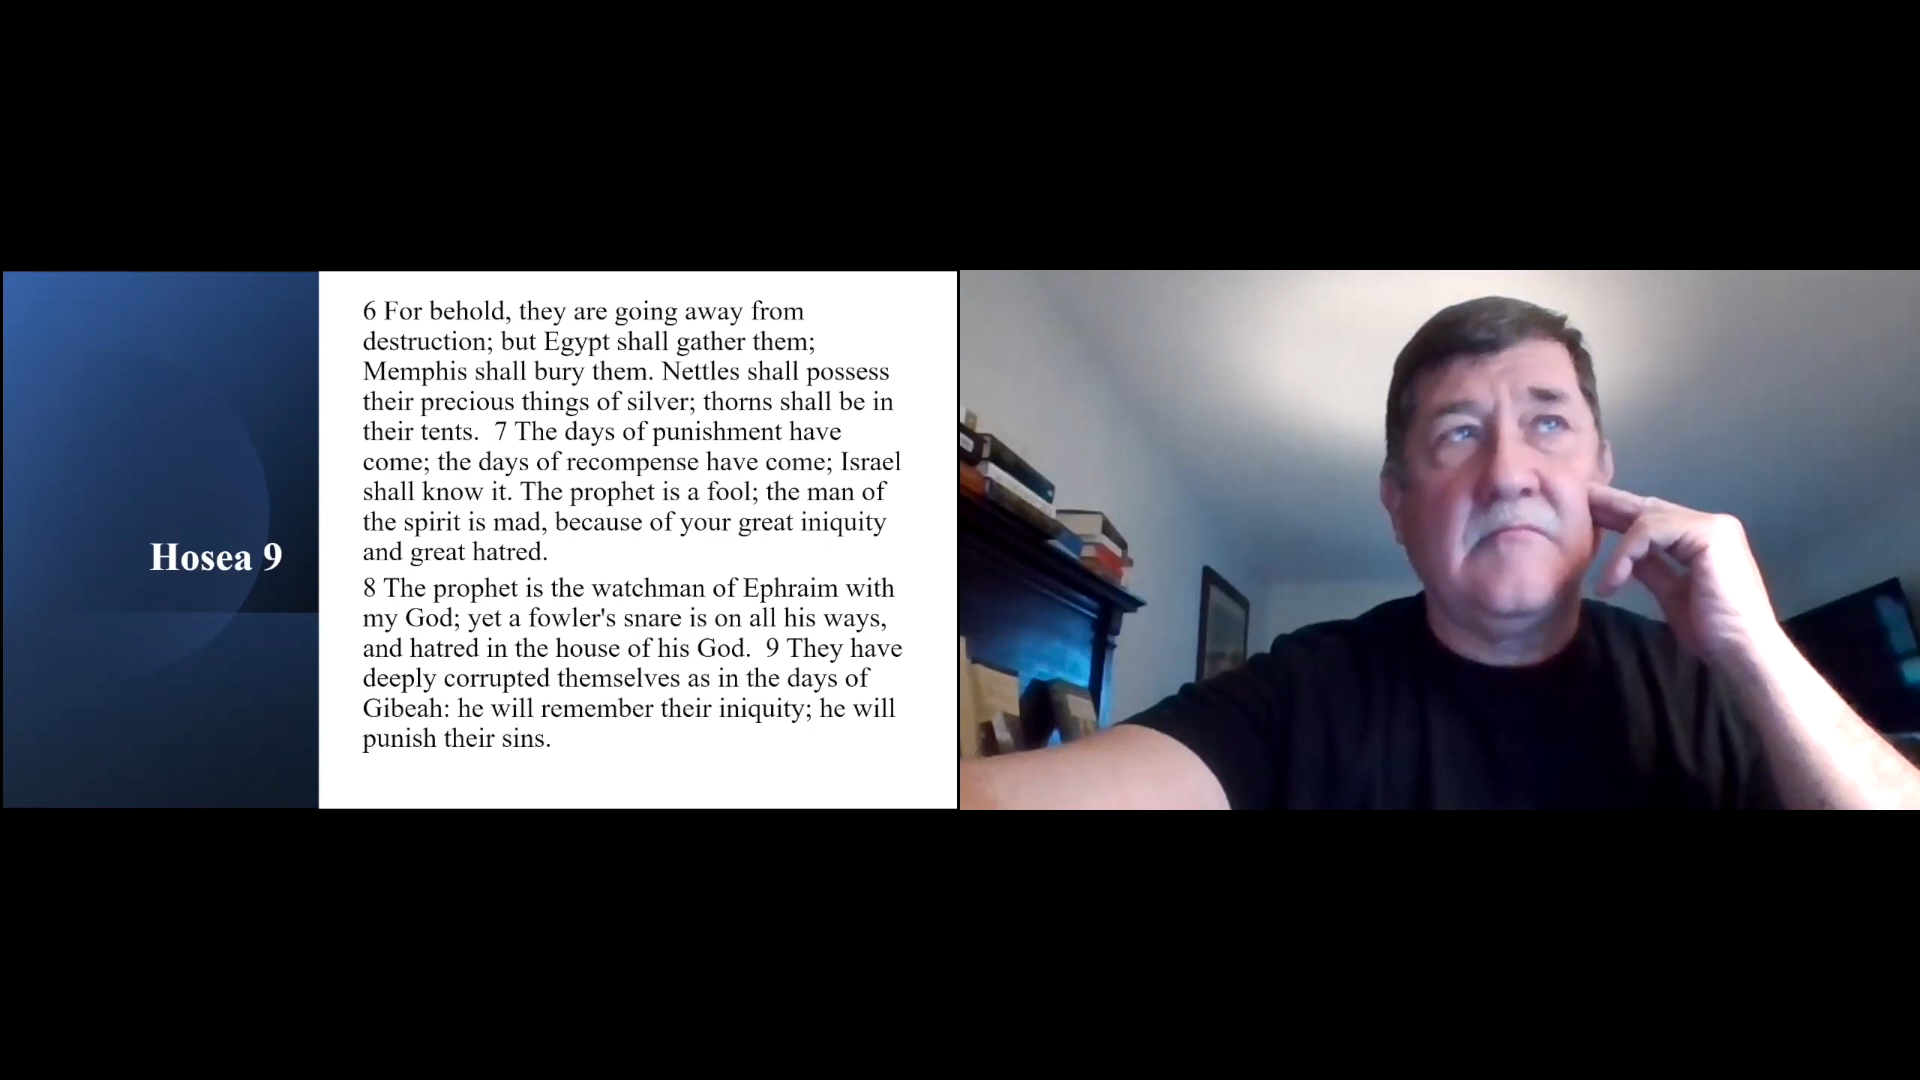 Hosea 9
6 For behold, they are going away from
destruction; but Egypt shall gather them;
Memphis shall bury them. Nettles shall possess
their precious things of silver; thorns shall be in
their tents.  7 The days of punishment have
come; the days of recompense have come; Israel
shall know it. The prophet is a fool; the man of
the spirit is mad, because of your great iniquity
and great hatred.
8 The prophet is the watchman of Ephraim with
my God; yet a fowler's snare is on all his ways,
and hatred in the house of his God.  9 They have
deeply corrupted themselves as in the days of
Gibeah: he will remember their iniquity; he will
punish their sins.